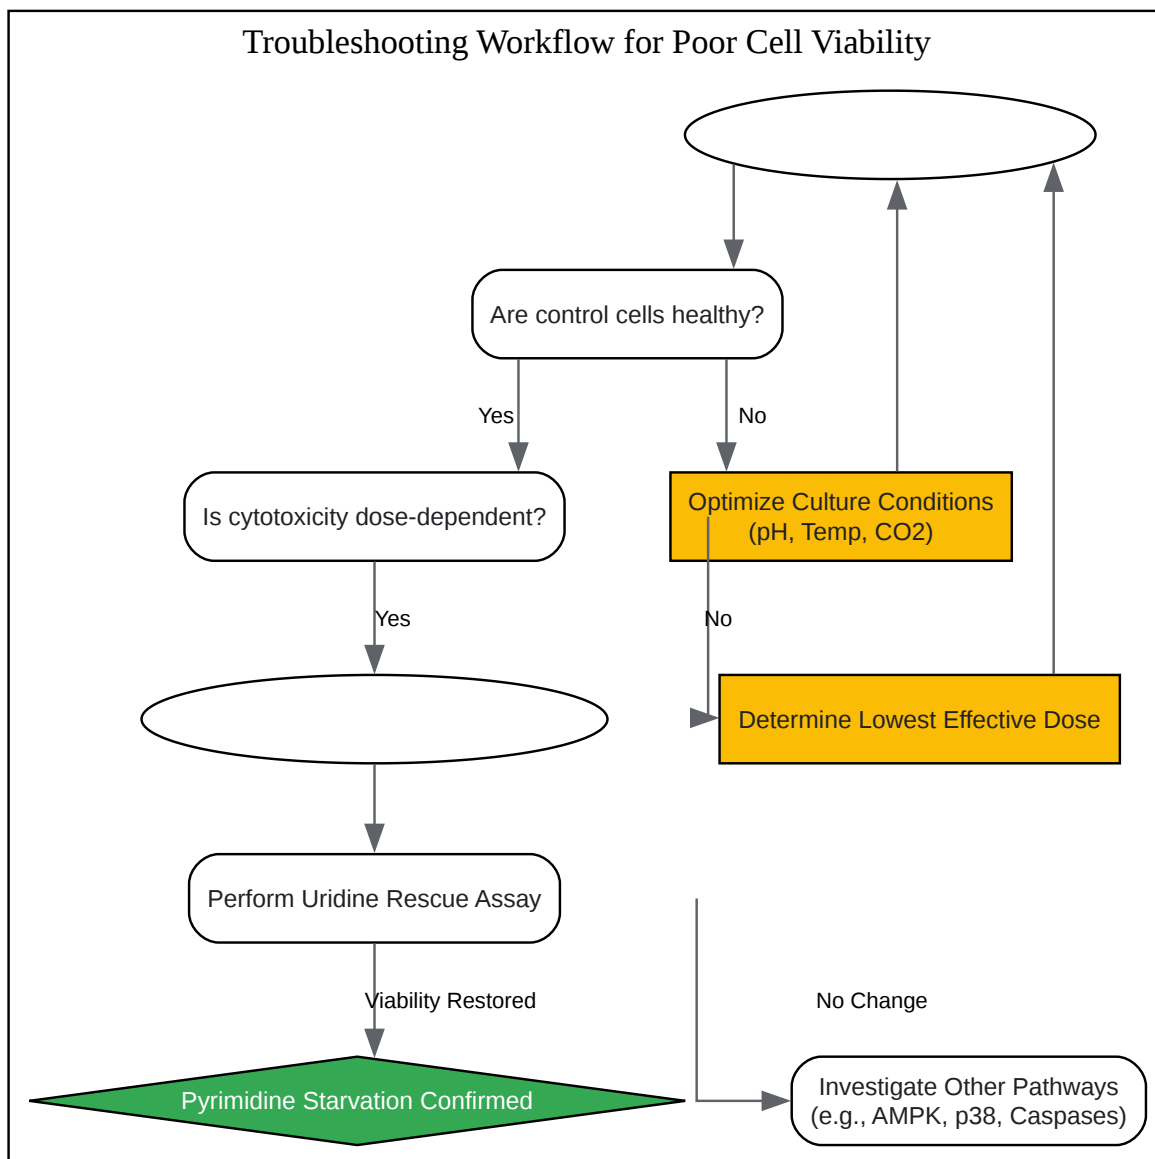 Troubleshooting Workflow for Poor Cell Viability
Are control cells healthy?
Yes
No
Is cytotoxicity dose-dependent?
Optimize Culture Conditions
(pH, Temp, CO2)
Yes
No
Determine Lowest Effective Dose
Perform Uridine Rescue Assay
Viability Restored
No Change
Pyrimidine Starvation Confirmed
Investigate Other Pathways
(e.g., AMPK, p38, Caspases)